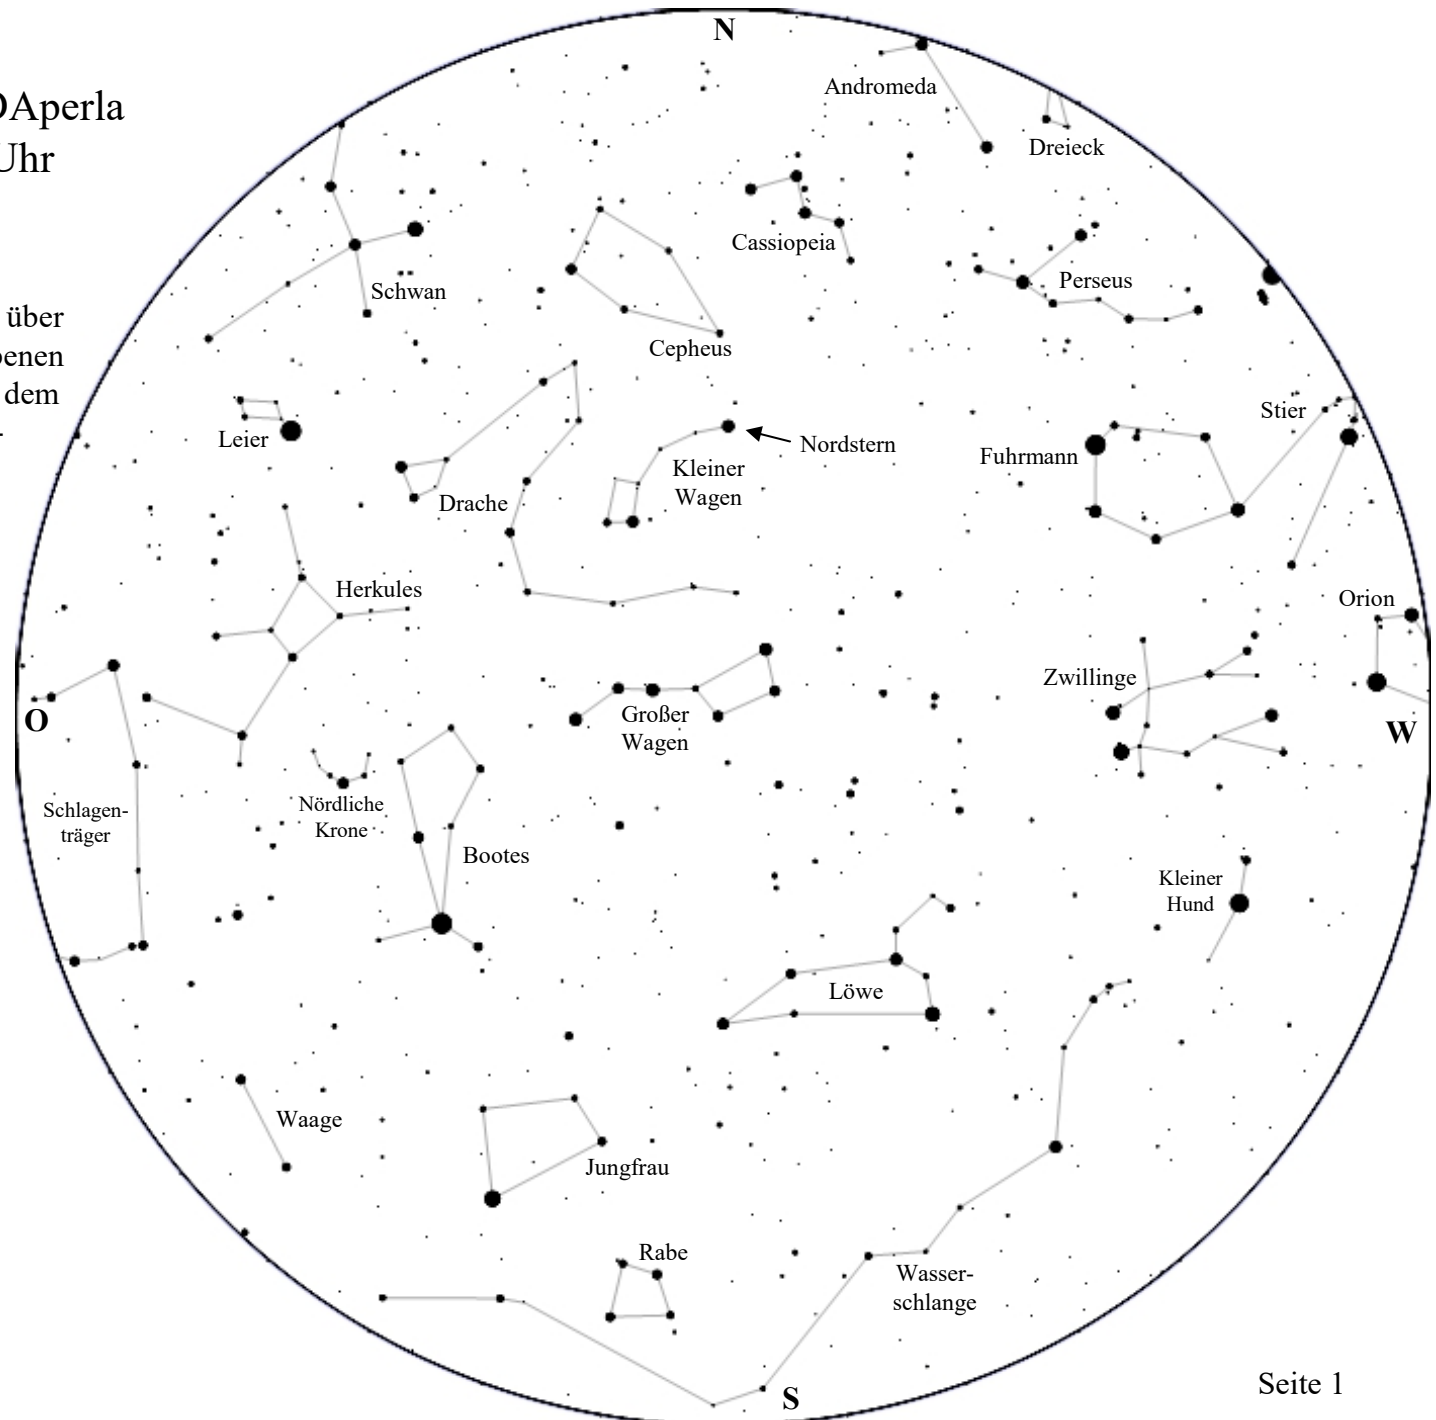 N
Aperla
Uhr
Andromeda
Dreieck
Cassiopeia
Perseus
Schwan
über
benen
dem
Cepheus
Leier
Stier
Nordstern
Fuhrmann
Kleiner
Wagen
Drache
Herkules
Orion
Zwillinge
O
Großer
Wagen
W
Nördliche
Krone
Schlagen-
träger
Bootes
Kleiner
Hund
Löwe
Waage
Jungfrau
Rabe
Wasser-
schlange
S
Seite 1